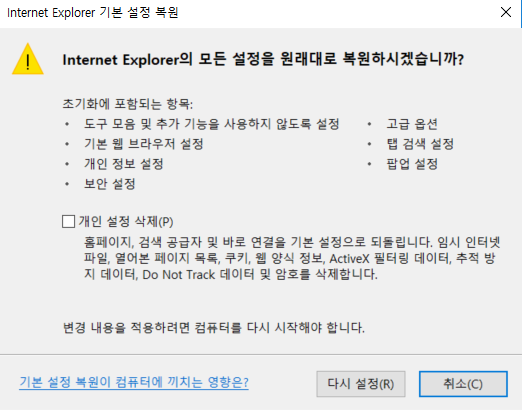 Internet Explorer 기본 설정 복원
Internet Explorer의 모든 설정을 원래대로 복원하시겠습니까?
초기화에 포함되는 항목:
• 도구 모음 및 추가 기능을 사용하지 않도록 설정
• 기본 웹 브라우저 설정
• 개인 정보 설정
• 보안 설정
• 고급 옵션
• 탭 검색 설정
• 팝업 설정
개인 설정 삭제(P)
홈페이지, 검색 공급자 및 바로 연결을 기본 설정으로 되돌립니다. 임시 인터넷
파일, 열어본 페이지 목록, 쿠키, 웹 양식 정보, ActiveX 필터링 데이터, 추적 방
지 데이터, Do Not Track 데이터 및 암호를 삭제합니다.
변경 내용을 적용하려면 컴퓨터를 다시 시작해야 합니다.
기본 설정 복원이 컴퓨터에 끼치는 영향은?
다시 설정(R)
취소(C)